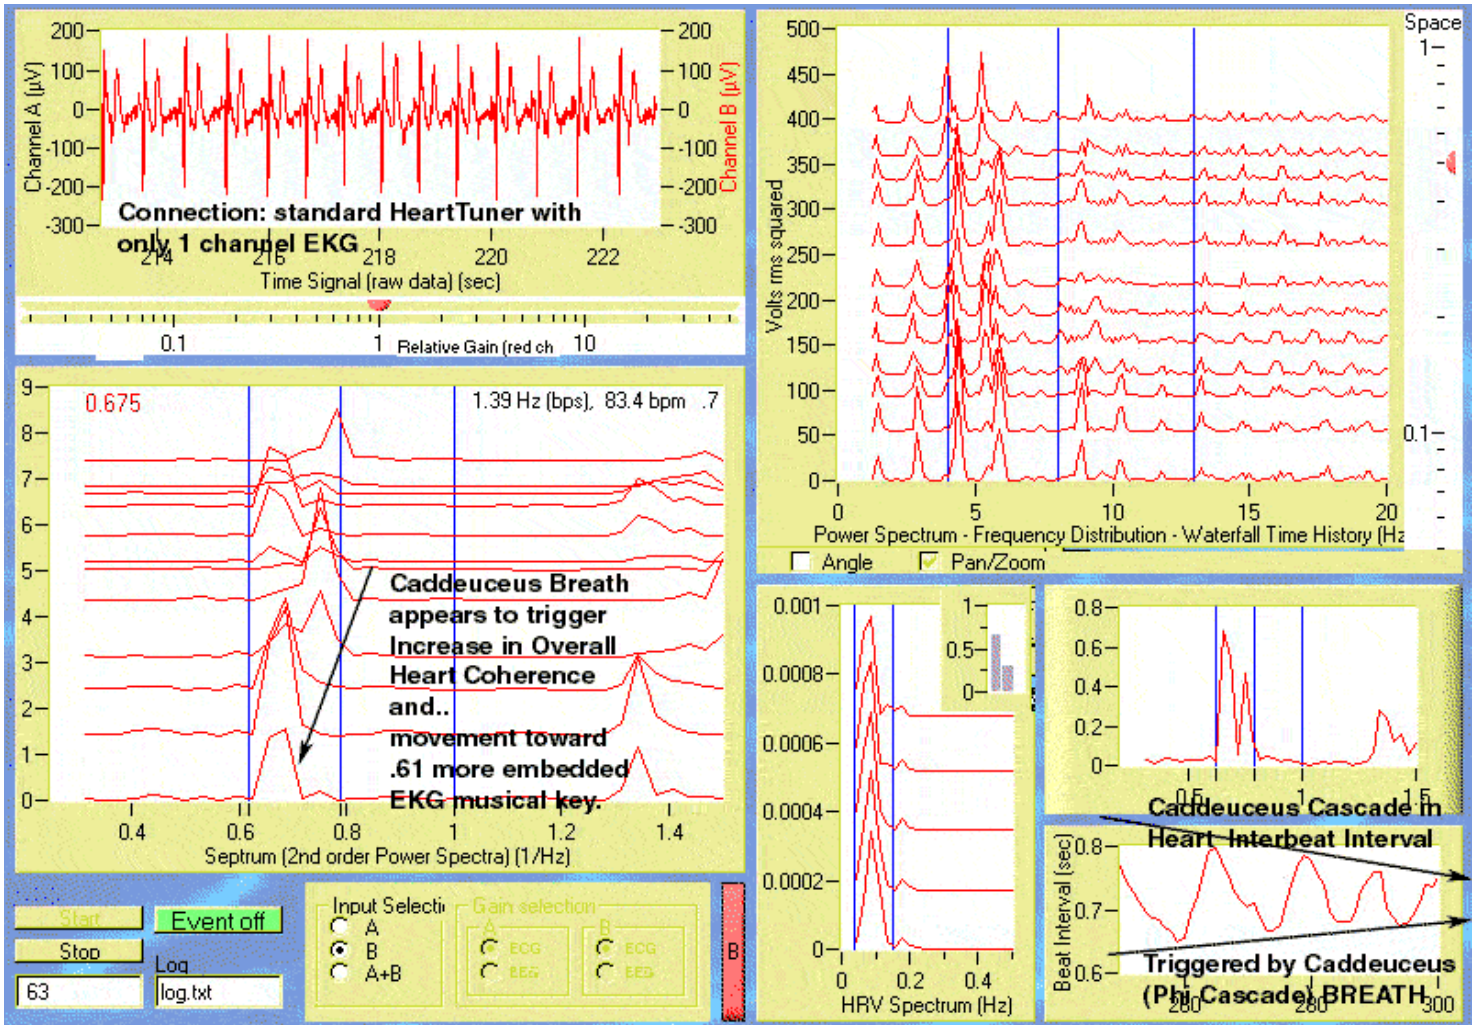 200
100
0
-100
-200
-300
Channel A (µV)
200
100
0
-100
-200
-300
Channel B (µV)
Connection: standard HeartTuner with
only 1 channel EKG
214
216
218
220
222
Time Signal (raw data) (sec)
0.1
1
10
Relative Gain (red ch
500
450
400
350
300
250
200
150
100
50
0
Volts rms squared
0
5
10
15
20
Power Spectrum - Frequency Distribution - Waterfall Time History (Hz
Angle
Pan/Zoom
Space
1
0.1
9
8
7
6
5
4
3
2
1
0
0.675
1.39 Hz (bps), 83.4 bpm .7
Caddeuceus Breath
appears to trigger
Increase in Overall
Heart Coherence
and..
movement toward
.61 more embedded
EKG musical key.
0.4
0.6
0.8
1
1.2
1.4
Septrum (2nd order Power Spectra) (1/Hz)
0.001
0.0008
0.0006
0.0004
0.0002
0
1
0.5
0
0
0.2
0.4
HRV Spectrum (Hz)
0.8
0.6
0.4
0.2
0
0.5
1
1.5
Caddeuceus Cascade in
Heart Interbeat Interval
0.8
0.7
0.6
Beat Interval (sec)
Triggered by Caddeuceus
(Phi Cascade) BREATH
260
280
300
Start
Event off
Stop
Log
63
log.txt
Input Selecti
A
B
A+B
Gain selection
A
ECG
EEG
B
ECG
EEG
B